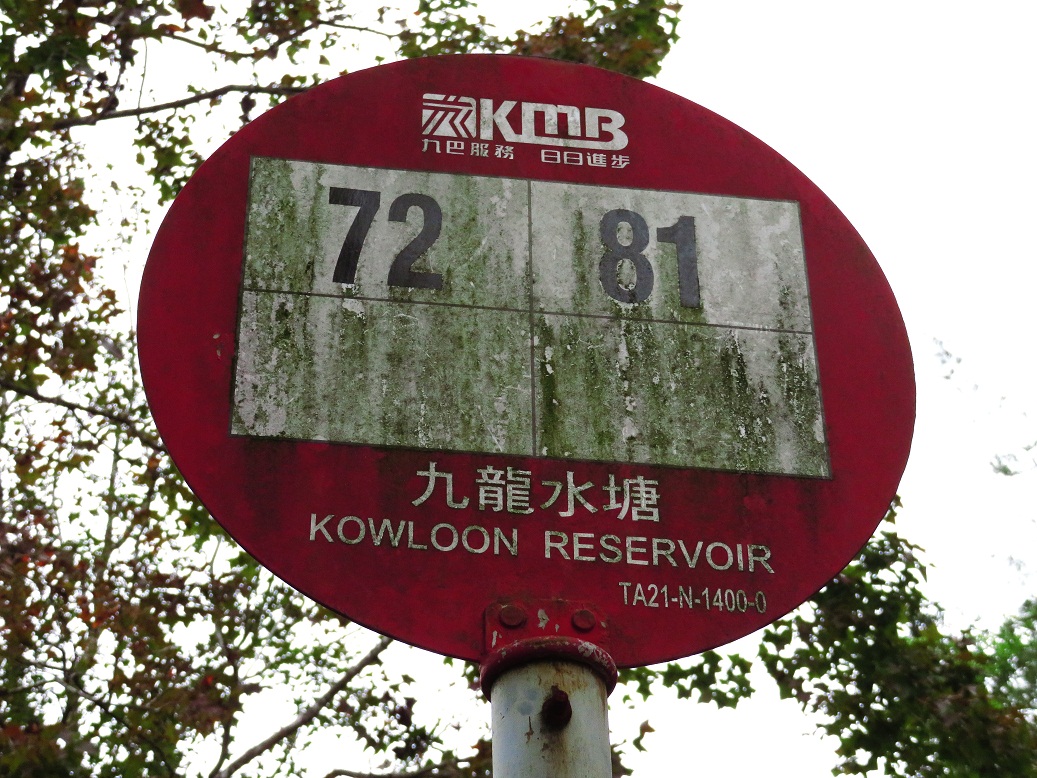 KMB
九巴服務 日日進步
72 81
九龍水塘
KOWLOON RESERVOIR
TA21-N-1400-0